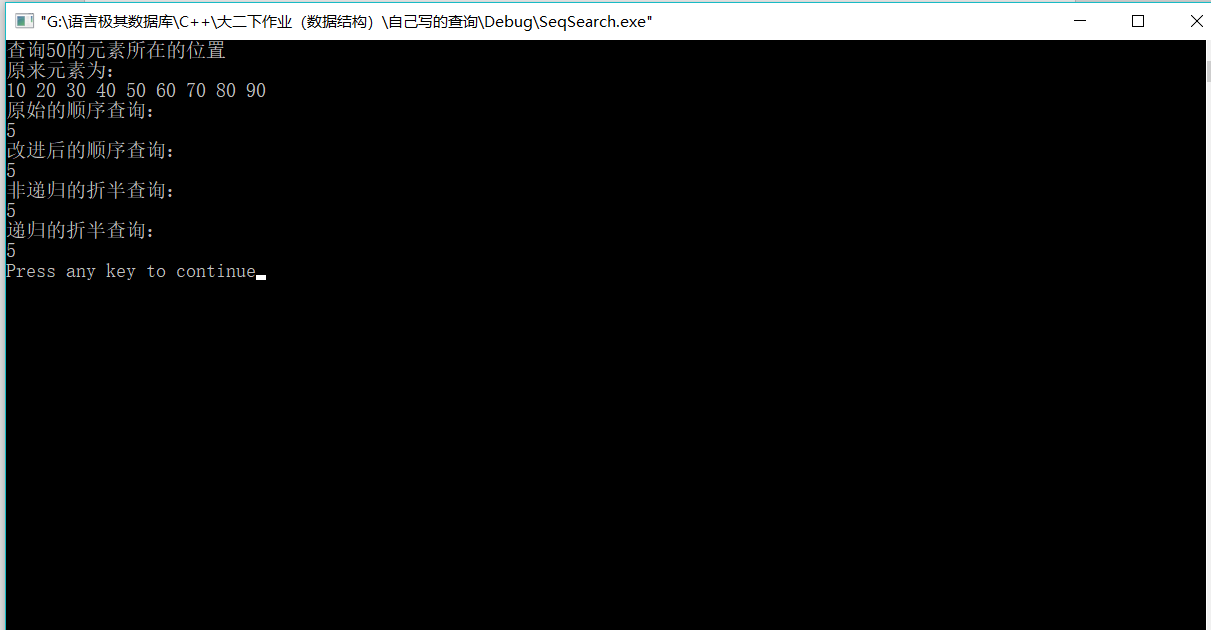 "G:\语言极其数据库\C++\大二下作业（数据结构）\自己写的查询\Debug\SeqSearch.exe"
查询50的元素所在的位置
原来元素为：
10 20 30 40 50 60 70 80 90
原始的顺序查询：
5
改进后的顺序查询：
5
非递归的折半查询：
5
递归的折半查询：
5
Press any key to continue